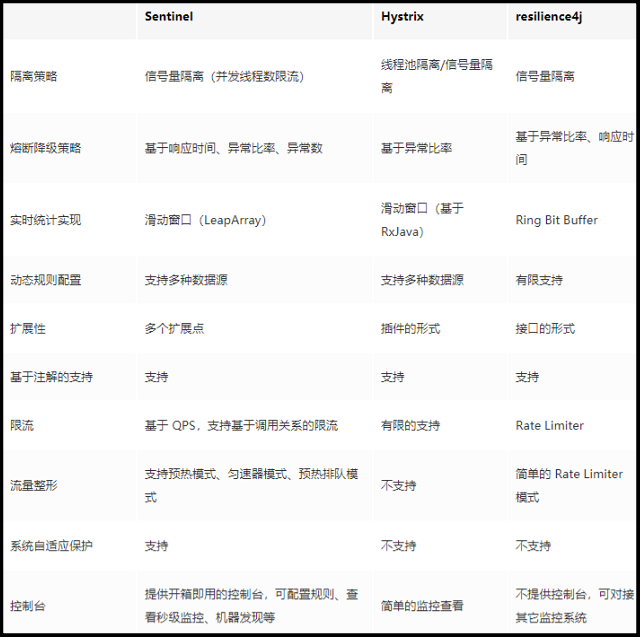 Sentinel Hystrix resilience4j
隔离策略 信号量隔离（并发线程数限流） 线程池隔离/信号量隔离 信号量隔离
熔断降级策略 基于响应时间、异常比率、异常数 基于异常比率 基于异常比率、响应时间
实时统计实现 滑动窗口（LeapArray） 滑动窗口（基于 RxJava） Ring Bit Buffer
动态规则配置 支持多种数据源 支持多种数据源 有限支持
扩展性 多个扩展点 插件的形式 接口的形式
基于注解的支持 支持 支持 支持
限流 基于 QPS，支持基于调用关系的限流 有限的支持 Rate Limiter
流量整形 支持预热模式、匀速器模式、预热排队模式 不支持 简单的 Rate Limiter 模式
系统自适应保护 支持 不支持 不支持
控制台 提供开箱即用的控制台，可配置规则、查看秒级监控、机器发现等 简单的监控查看 不提供控制台，可对接其它监控系统